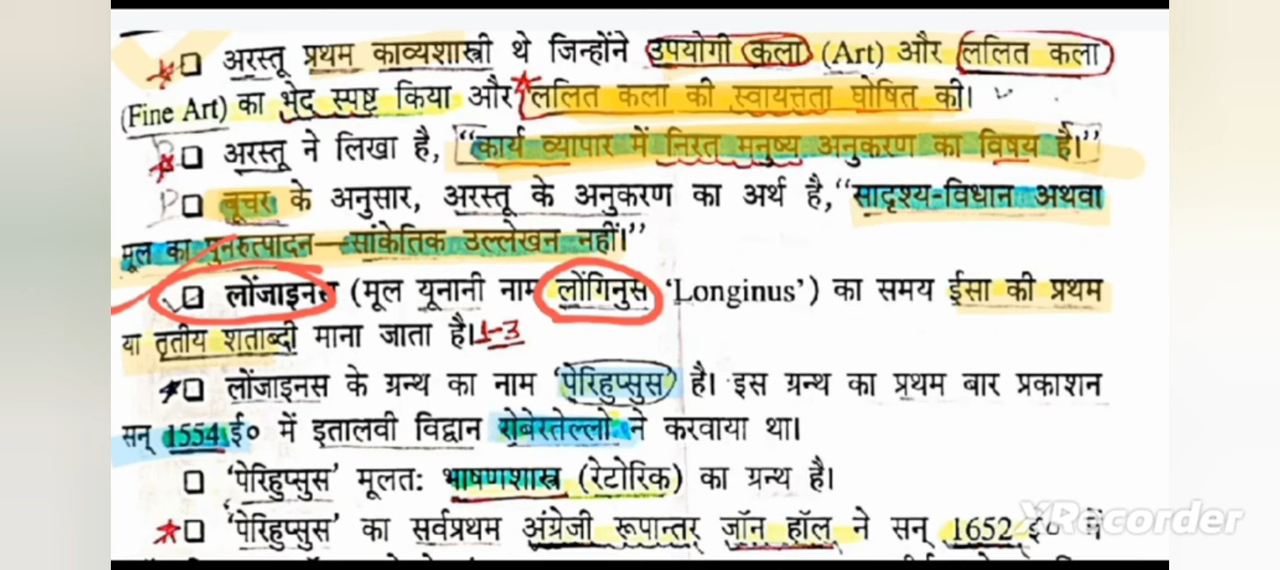 □ अरस्तू प्रथम काव्यशास्त्री थे जिन्होंने उपयोगी कला (Art) और ललित कला
(Fine Art) का भेद स्पष्ट किया और ललित कला की स्वायत्तता घोषित की।
□ अरस्तू ने लिखा है, “कार्य व्यापार में निरत मनुष्य अनुकरण का विषय है।”
□ बूचर के अनुसार, अरस्तू के अनुकरण का अर्थ है, “सादृश्य-विधान अथवा
मूल का पुनरुत्पादन—सांकेतिक उल्लेखन नहीं।”
□ लोंजाइनस (मूल यूनानी नाम लोंगिनुस ‘Longinus’) का समय ईसा की प्रथम
या तृतीय शताब्दी माना जाता है। 1-3
□ लोंजाइनस के ग्रन्थ का नाम ‘पेरिहुप्सुस’ है। इस ग्रन्थ का प्रथम बार प्रकाशन
सन् 1554 ई० में इतालवी विद्वान रोबेरतेल्लो ने करवाया था।
□ ‘पेरिहुप्सुस’ मूलत: भाषणशास्त्र (रेटोरिक) का ग्रन्थ है।
□ ‘पेरिहुप्सुस’ का सर्वप्रथम अंग्रेजी रूपान्तर जॉन हॉल ने सन् 1652 ई० में
XRecorder